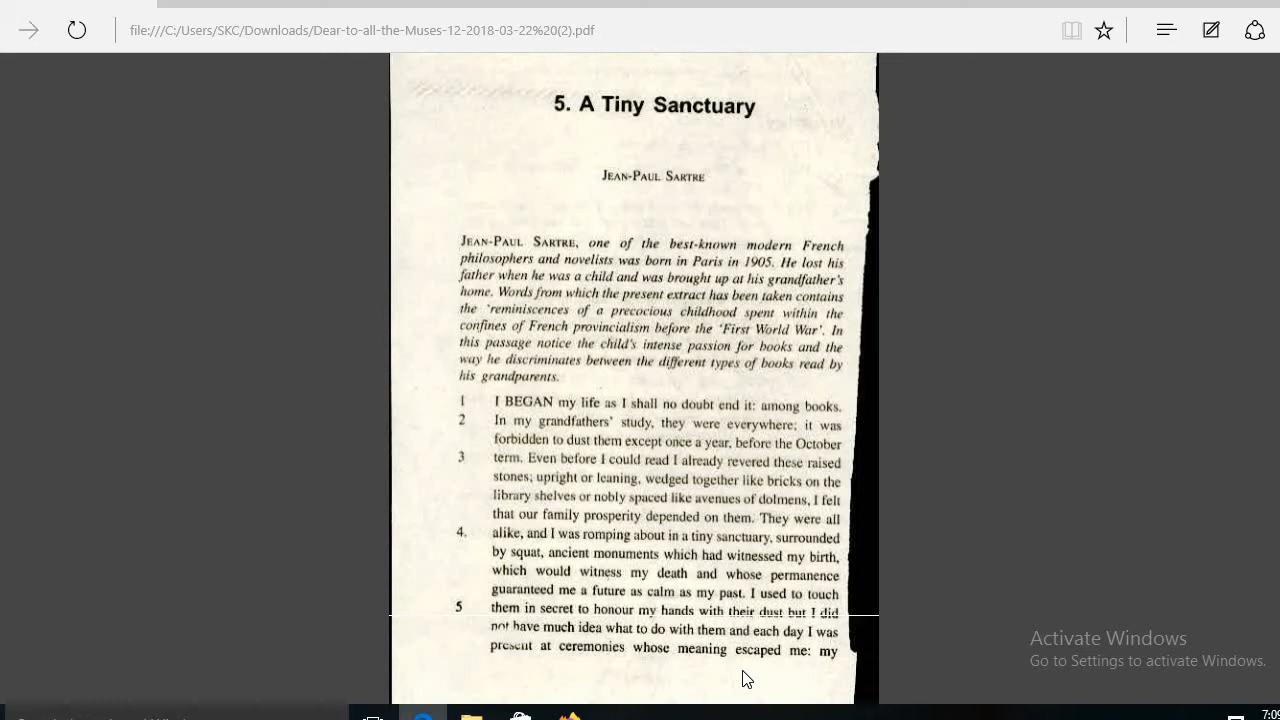 file:///C:/Users/SKC/Downloads/Dear-to-all-the-Muses-12-2018-03-22%20(2).pdf
5. A Tiny Sanctuary
JEAN-PAUL SARTRE
JEAN-PAUL SARTRE, one of the best-known modern French
philosophers and novelists was born in Paris in 1905. He lost his
father when he was a child and was brought up at his grandfather's
home. Words from which the present extract has been taken contains
the 'reminiscences of a precocious childhood spent within the
confines of French provincialism before the 'First World War'. In
this passage notice the child's intense passion for books and the
way he discriminates between the different types of books read by
his grandparents.
1 I BEGAN my life as I shall no doubt end it: among books.
2 In my grandfathers' study, they were everywhere; it was
forbidden to dust them except once a year, before the October
3 term. Even before I could read I already revered these raised
stones; upright or leaning, wedged together like bricks on the
library shelves or nobly spaced like avenues of dolmens, I felt
that our family prosperity depended on them. They were all
4. alike, and I was romping about in a tiny sanctuary, surrounded
by squat, ancient monuments which had witnessed my birth,
which would witness my death and whose permanence
guaranteed me a future as calm as my past. I used to touch
5 them in secret to honour my hands with their dust but I did
not have much idea what to do with them and each day I was
present at ceremonies whose meaning escaped me: my
Activate Windows
Go to Settings to activate Windows.